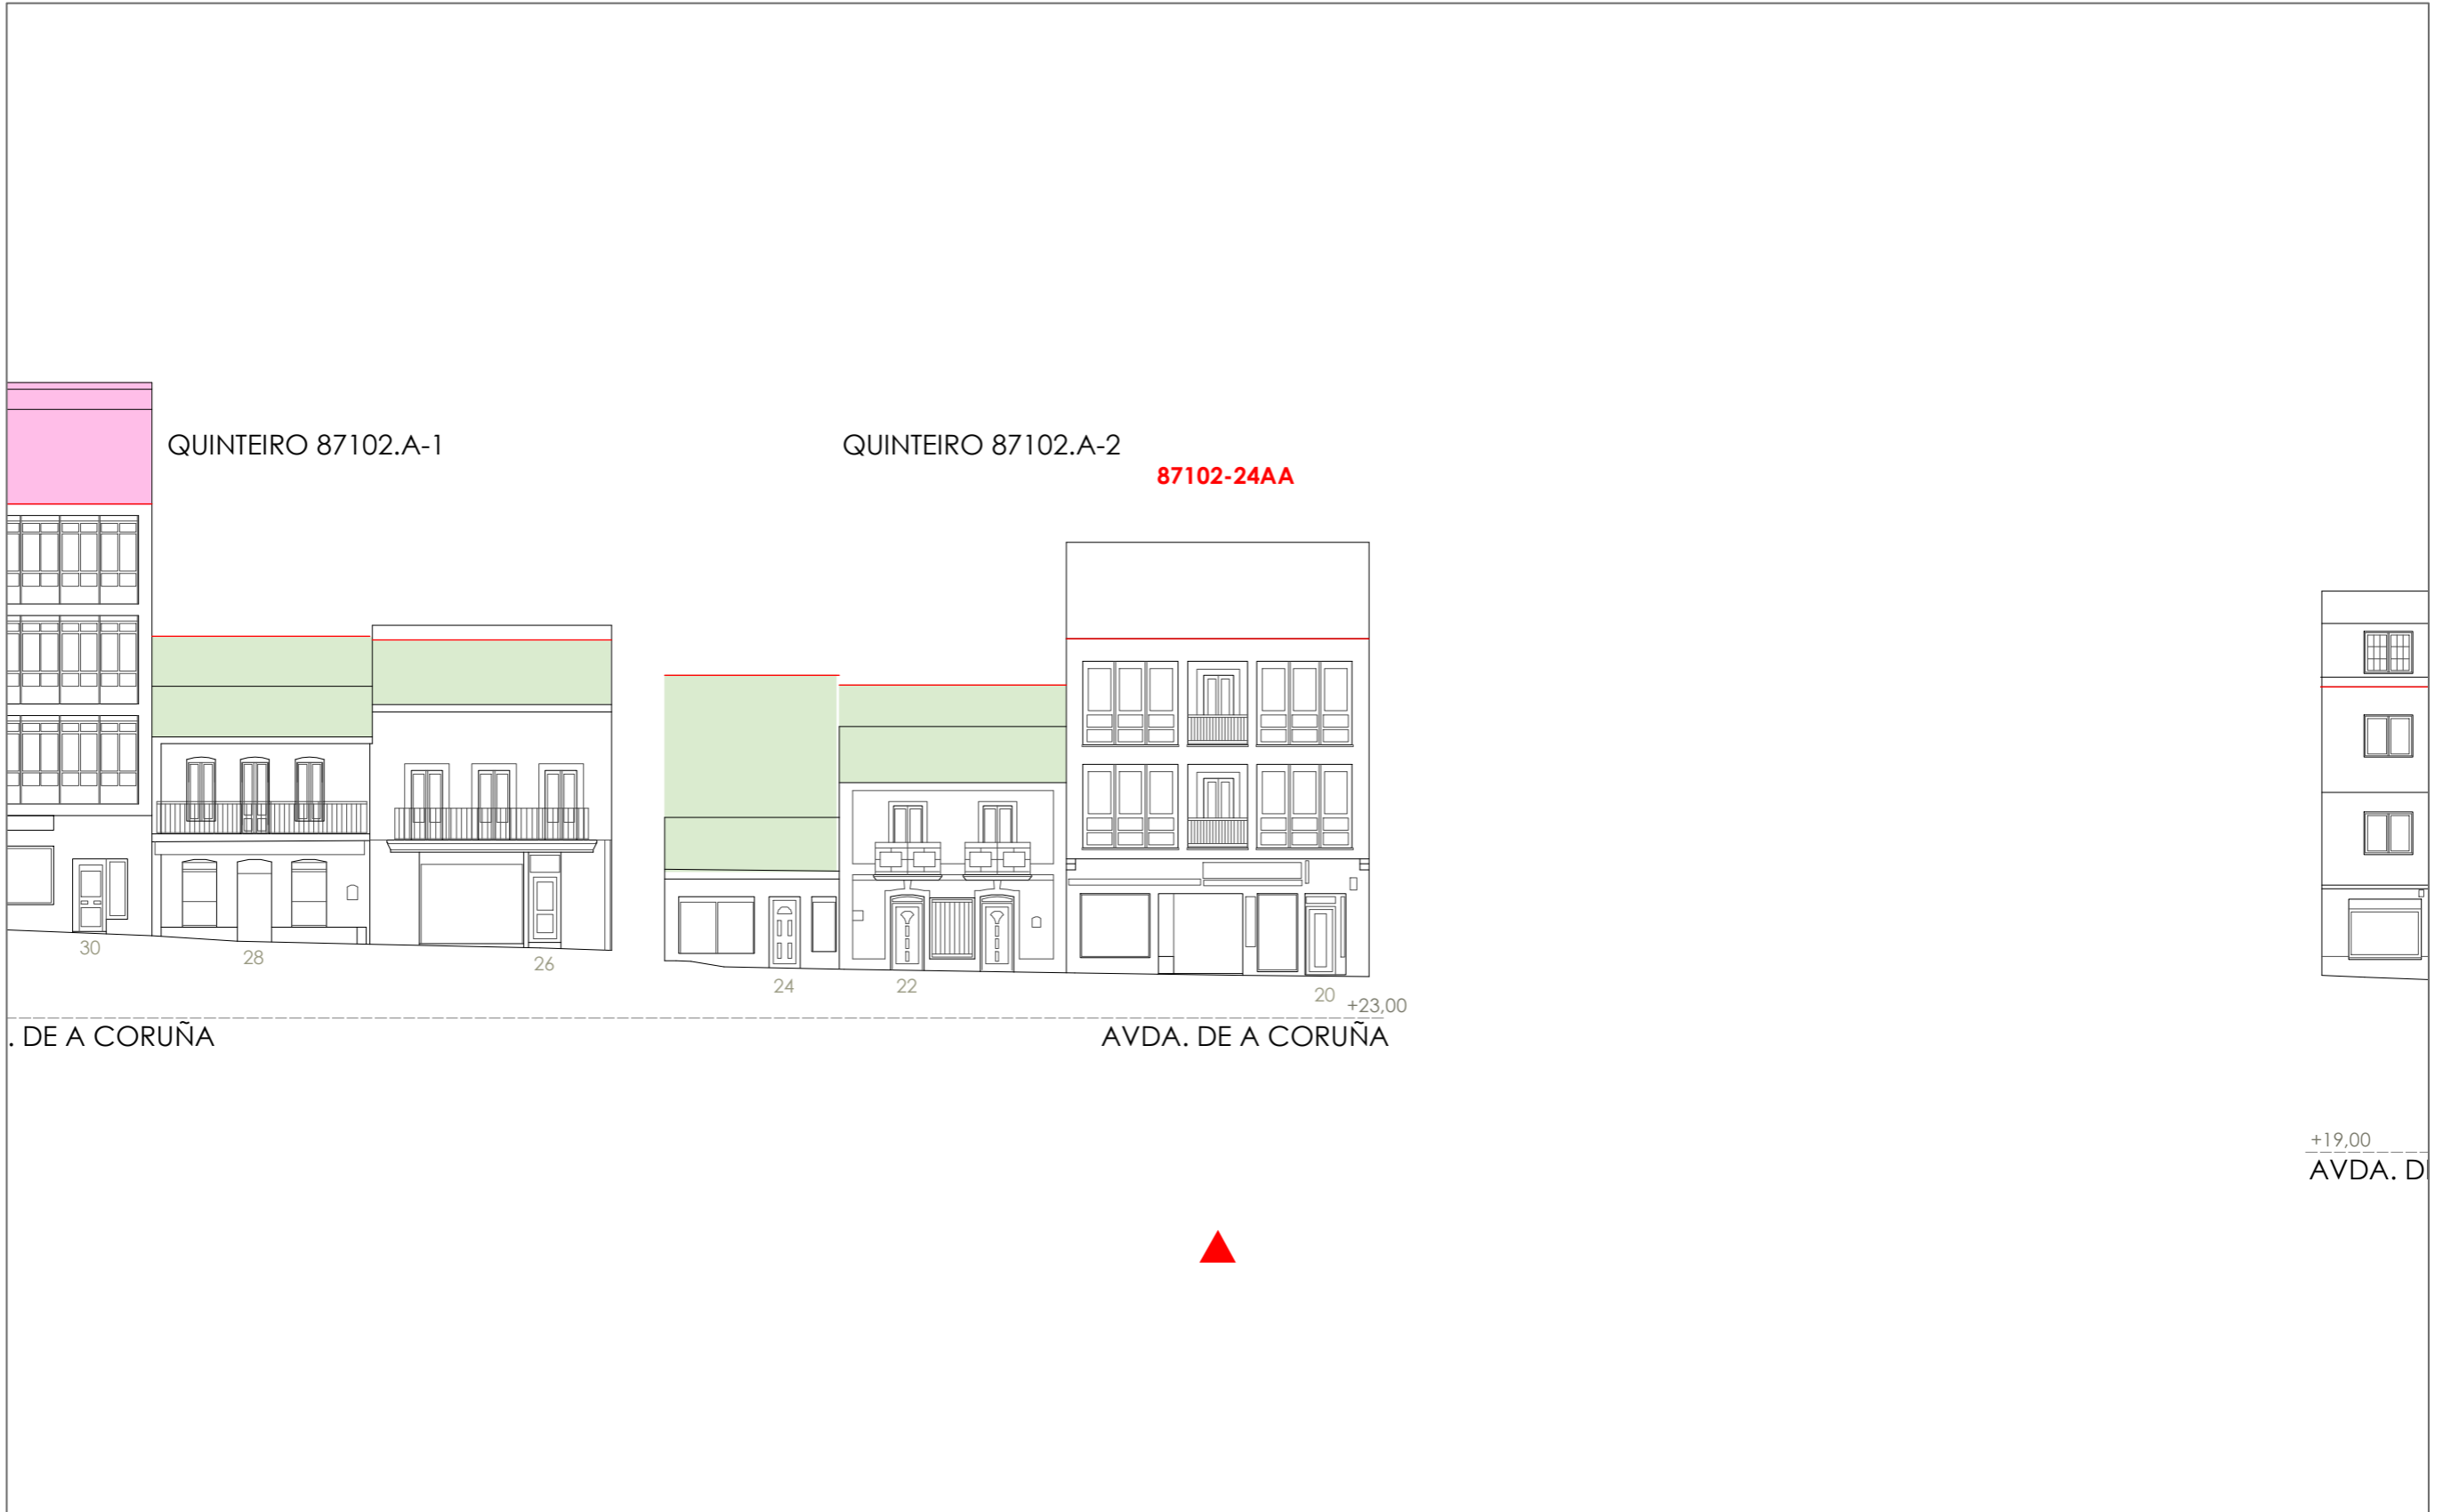 QUINTEIRO 87102.A-1
QUINTEIRO 87102.A-2
87102-24AA
30
28
26
24
22
20
+23,00
. DE A CORUÑA
AVDA. DE A CORUÑA
+19,00
AVDA. D